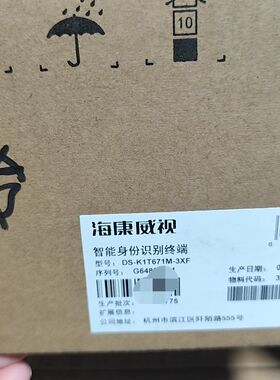 10
海康威视
智能身份识别终端
型号: DS-K1T671M-3XF
序列号: G648
生产日期: 0
生产批次: 75
物料代码: 3
扩展信息:
公司地址: 杭州市滨江区阡陌路555号